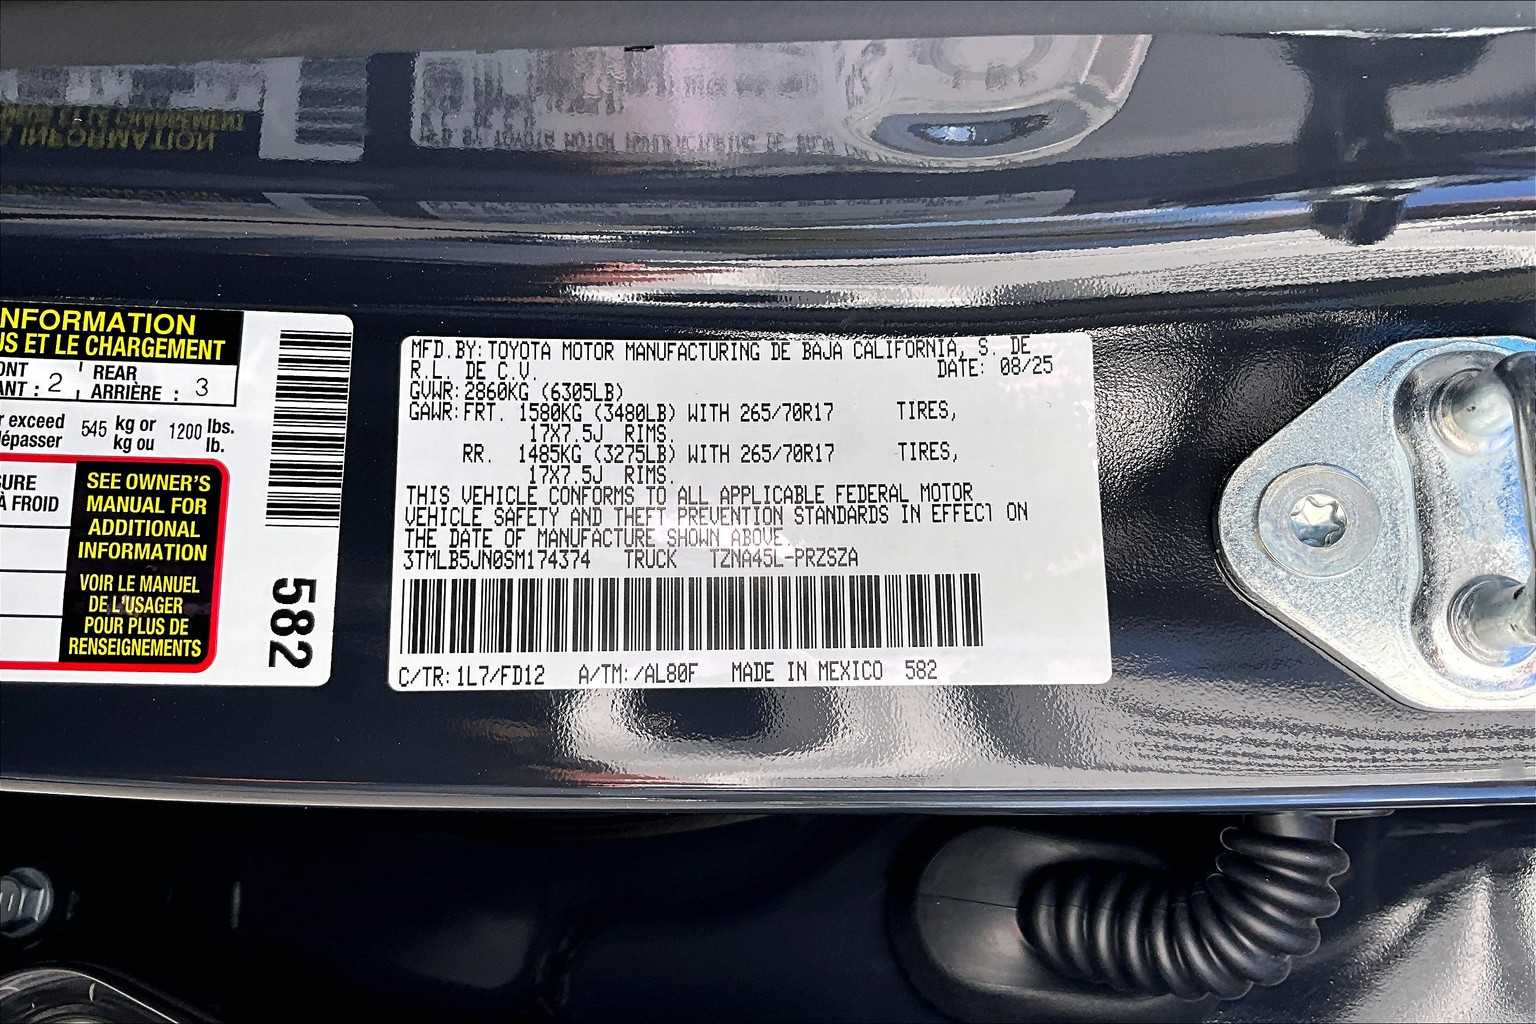 NFORMATION
US ET LE CHARGEMENT
ONT
ANT : 2
REAR
ARRIÈRE : 3
r exceed
dépasser
545 kg or
kg ou
1200 lbs.
lb.
SURE
À FROID
SEE OWNER'S
MANUAL FOR
ADDITIONAL
INFORMATION
VOIR LE MANUEL
DE L'USAGER
POUR PLUS DE
RENSEIGNEMENTS
582
MFD.BY:TOYOTA MOTOR MANUFACTURING DE BAJA CALIFORNIA, S. DE
R.L. DE C.V. DATE: 08/25
GVWR:2860KG (6305LB)
GAWR:FRT. 1580KG (3480LB) WITH 265/70R17 TIRES,
17X7.5J RIMS.
RR. 1485KG (3275LB) WITH 265/70R17 TIRES,
17X7.5J RIMS.
THIS VEHICLE CONFORMS TO ALL APPLICABLE FEDERAL MOTOR
VEHICLE SAFETY AND THEFT PREVENTION STANDARDS IN EFFECT ON
THE DATE OF MANUFACTURE SHOWN ABOVE.
3TMLB5JN0SM174374 TRUCK TZNA45L-PRZSZA
C/TR:1L7/FD12 A/TM:/AL80F MADE IN MEXICO 582